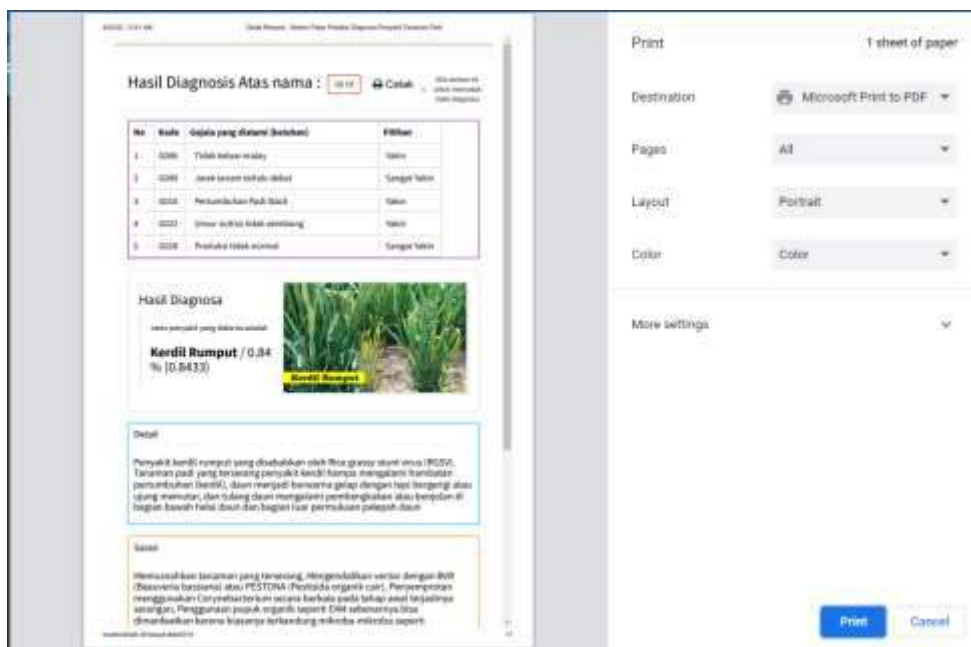 Hasil Diagnosis Atas nama :
Cetak
No Kode Gejala yang dialami (keluhan) Pilihan
1 Tidak keluar malay Yakin
2 Jarak tanam terlalu dekat Sangat Yakin
3 Pertumbuhan Padi Yakin
4 Unsur nutrisi tidak seimbang Yakin
5 Produksi tidak normal Sangat Yakin
Hasil Diagnosa
Jenis penyakit yang diderita adalah
Kerdil Rumput / 0.84
% (0.8433)
Kerdil Rumput
Detail
Penyakit kerdil rumput yang disebabkan oleh Rice grassy stunt virus (RGSV).
Tanaman padi yang terserang penyakit kerdil hampa mengalami hambatan
pertumbuhan (kerdil), daun menjadi berwarna gelap dengan tepi bergerigi atau
ujung memutar, dan tulang daun mengalami pembengkakan atau benjolan di
bagian bawah helai daun dan bagian luar permukaan pelepah daun
Saran
Memusnahkan tanaman yang terserang, Mengendalikan vector dengan BVR
(Beauveria bassiana) atau PESTONA (Pestisida organik cair), Penyemprotan
menggunakan Corynebacterium secara berkala pada tahap awal terjadinya
serangan, Penggunaan pupuk organik seperti EM4 sebenarnya bisa
dimanfaatkan karena biasanya terkandung mikroba-mikroba seperti
Print 1 sheet of paper
Destination Microsoft Print to PDF
Pages All
Layout Portrait
Color Color
More settings
Print Cancel